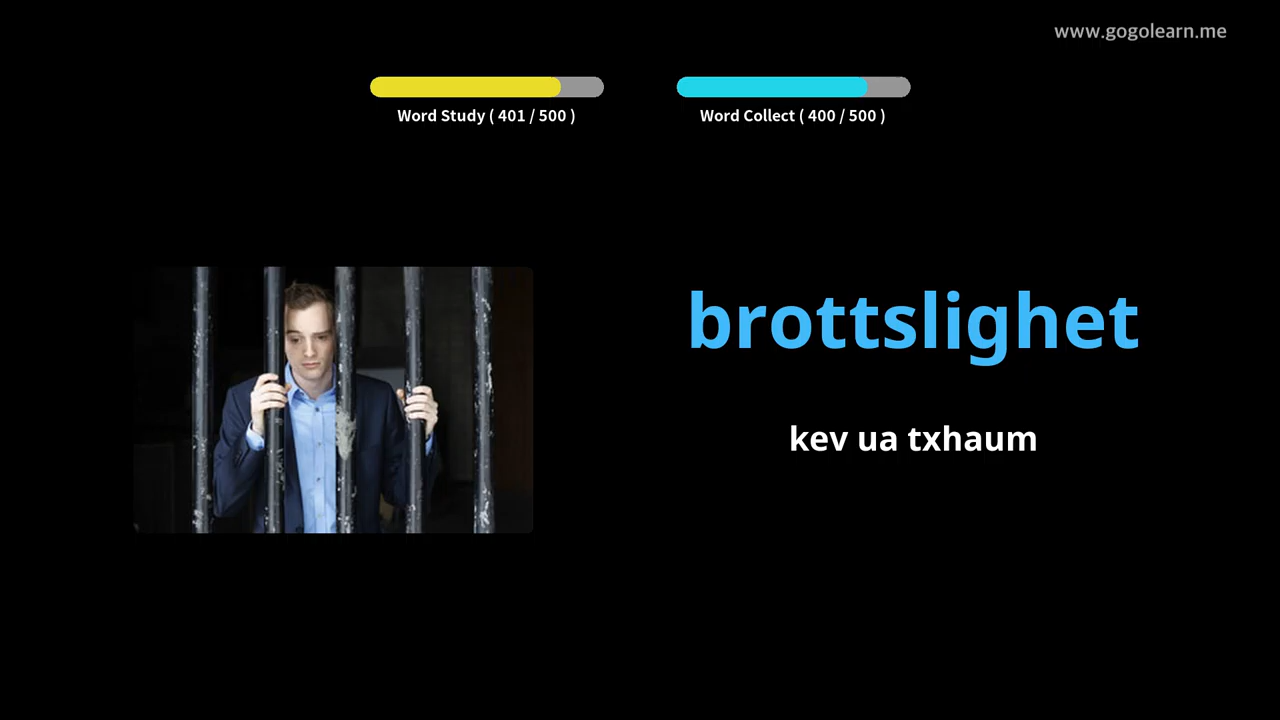 www.gogolearn.me
Word Study ( 401 / 500 )
Word Collect ( 400 / 500 )
brottslighet
kev ua txhaum